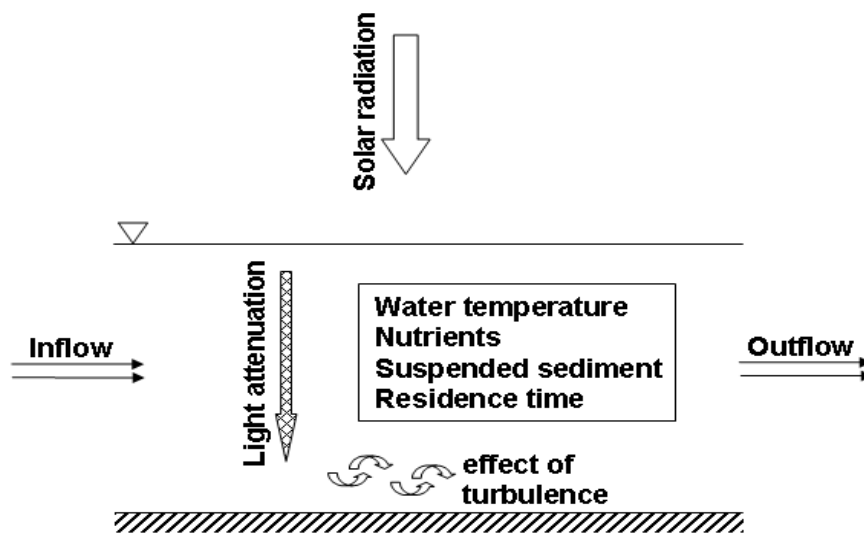 Solar radiation
Light attenuation
Inflow
Water temperature
Nutrients
Suspended sediment
Residence time
Outflow
effect of
turbulence